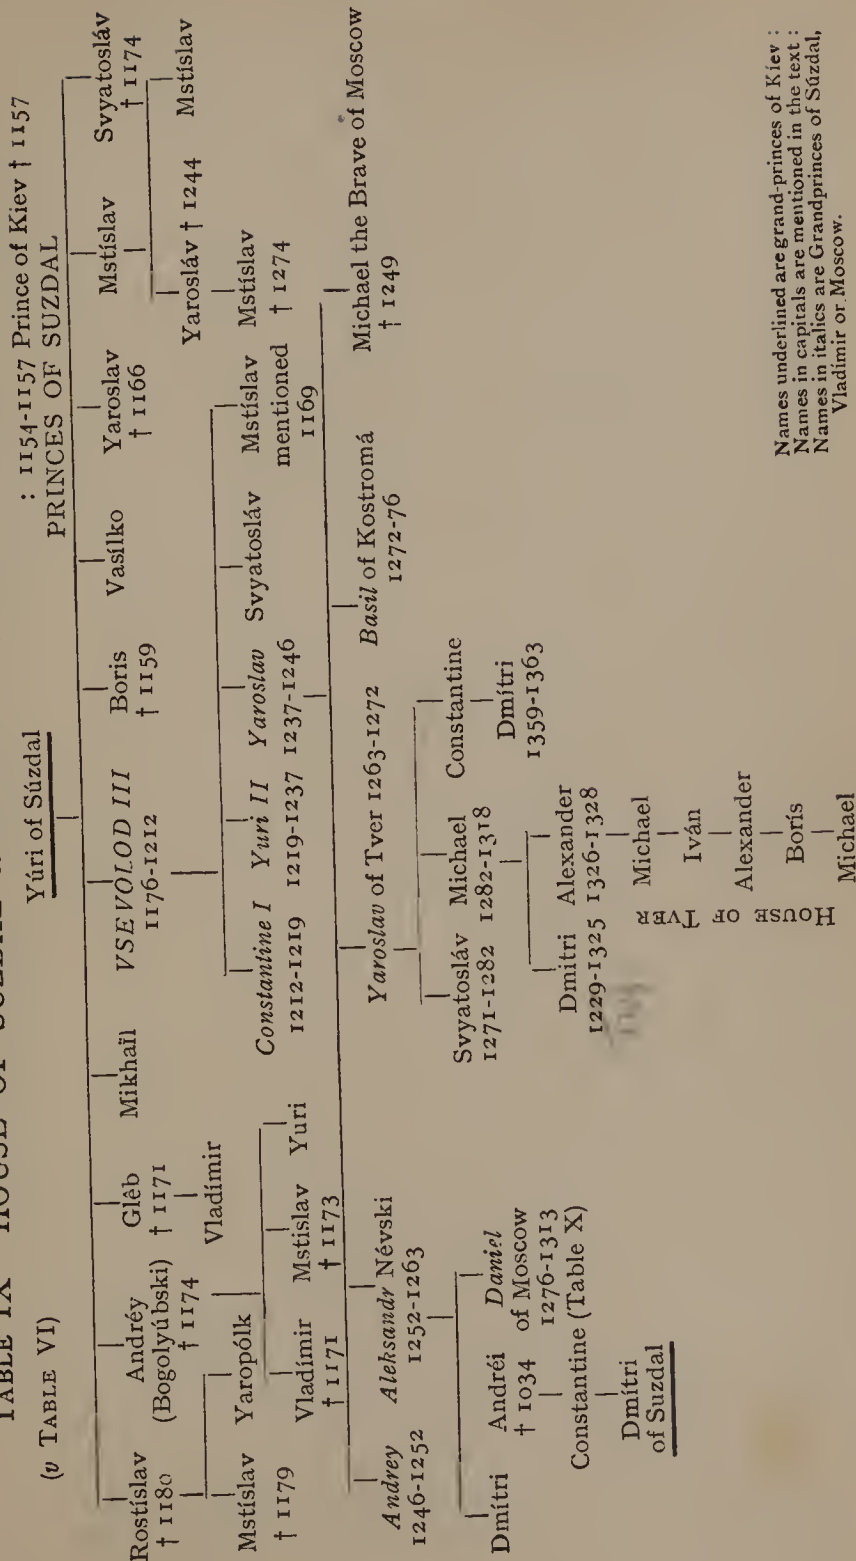 TABLE IX HOUSE OF SUZDAL
(v TABLE VI)
Yúri of Súzdal
: 1154-1157 Prince of Kiev † 1157
PRINCES OF SUZDAL
Rostíslav
† 1180
Andréy
(Bogolyúbski)
† 1174
Glêb
† 1171
Mikhaïl
VSEVOLOD III
1176-1212
Boris
† 1159
Vasílko
Yaroslav
† 1166
Mstíslav
Svyatosláv
† 1174
Mstíslav
† 1179
Yaropólk
Vladímir
Yarosláv † 1244
Mstíslav
Vladímir
† 1171
Mstislav
† 1173
Yuri
Constantine I
1212-1219
Yuri II
1219-1237
Yaroslav
1237-1246
Svyatosláv
Mstíslav
mentioned
1169
Mstíslav
† 1274
Andrey
1246-1252
Aleksandr Névski
1252-1263
Yaroslav of Tver 1263-1272
Basil of Kostromá
1272-76
Michael the Brave of Moscow
† 1249
Dmítri
Andréi
† 1034
Daniel
of Moscow
1276-1313
Svyatosláv
1271-1282
Michael
1282-1318
Constantine
Constantine (Table X)
Dmitri
1229-1325
Alexander
1326-1328
Dmítri
1359-1363
Dmítri
of Suzdal
HOUSE OF TVER
Michael
Iván
Alexander
Borís
Michael
Names underlined are grand-princes of Kiev :
Names in capitals are mentioned in the text :
Names in italics are Grandprinces of Súzdal,
Vladímir or Moscow.